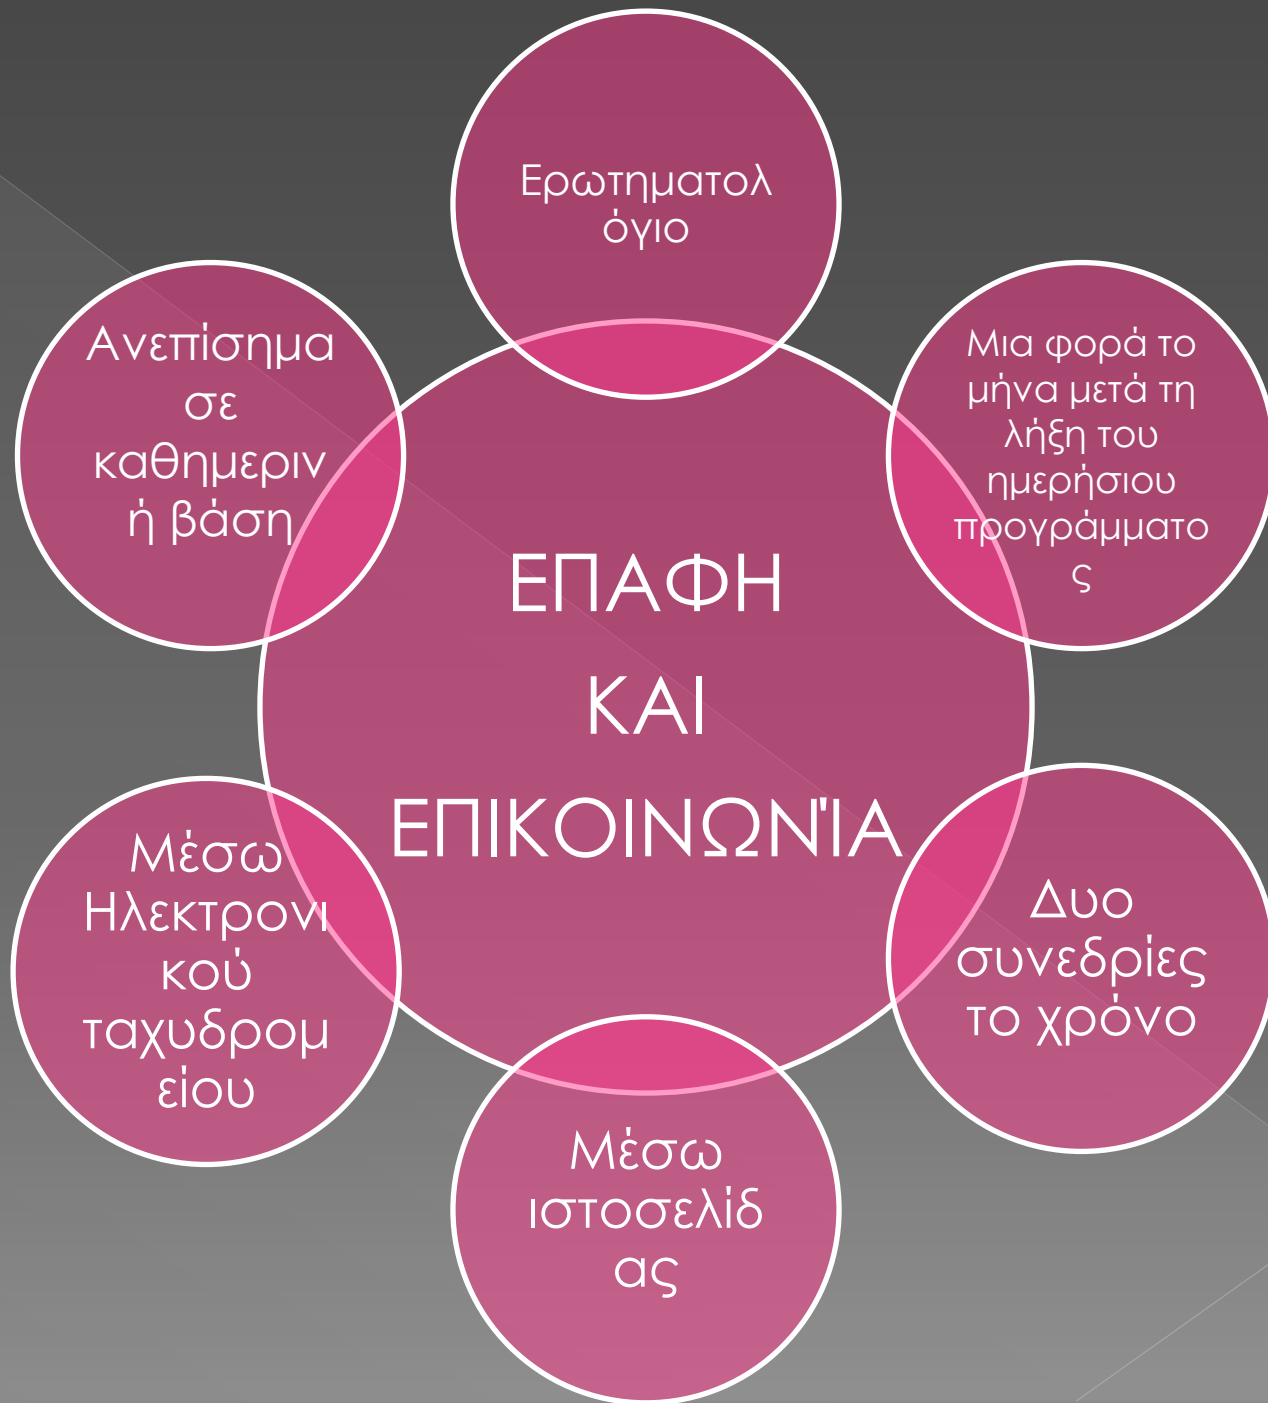 Ερωτηματολ
όγιο
Μια φορά το
μήνα μετά τη
λήξη του
ημερήσιου
προγράμματο
ς
Δυο
συνεδρίες
το χρόνο
Μέσω
ιστοσελίδ
ας
Μέσω
Ηλεκτρονι
κού
ταχυδρομ
είου
Ανεπίσημα
σε
καθημεριν
ή βάση
ΕΠΑΦΗ
ΚΑΙ
ΕΠΙΚΟΙΝΩΝΊΑ